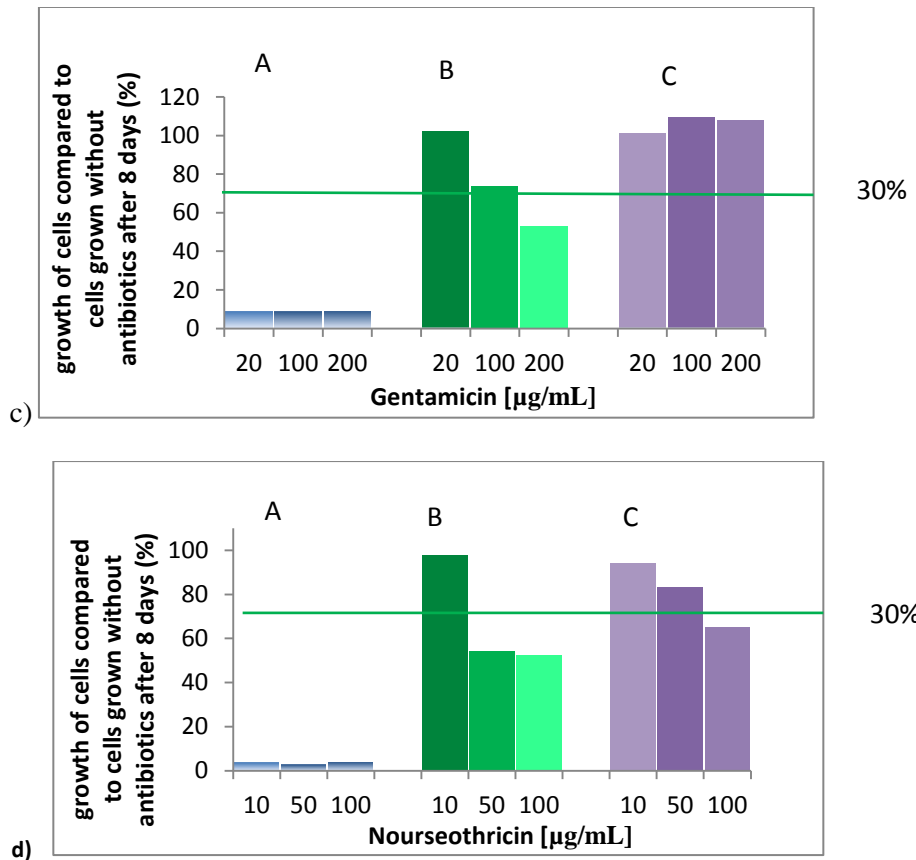 growth of cells compared to
cells grown without
antibiotics after 8 days (%)
A
B
C
120
100
80
60
40
20
0
30%
20 100 200 20 100 200 20 100 200
Gentamicin [µg/mL]
c)
growth of cells compared
to cells grown without
antibiotics after 8 days (%)
A
B
C
100
80
60
40
20
0
30%
10 50 100 10 50 100 10 50 100
Nourseothricin [µg/mL]
d)